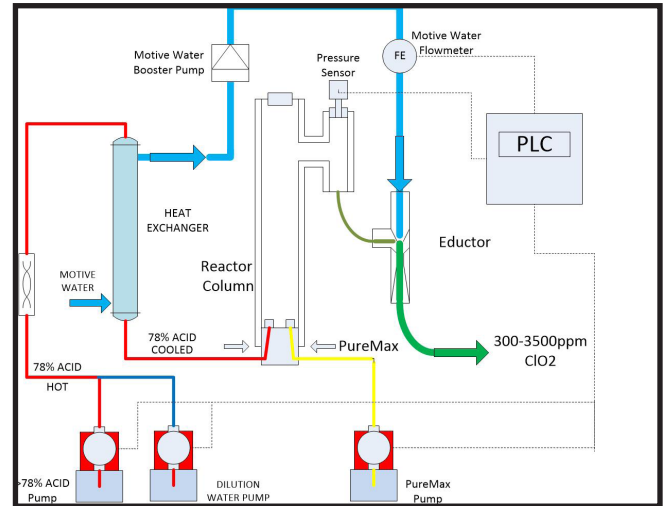 Motive Water
Booster Pump
Pressure
Sensor
Motive Water
Flowmeter
FE
PLC
HEAT
EXCHANGER
Eductor
MOTIVE
WATER
Reactor
Column
78% ACID
COOLED
PureMax
300-3500ppm
ClO2
78% ACID
HOT
>78% ACID
Pump
DILUTION
WATER PUMP
PureMax
Pump